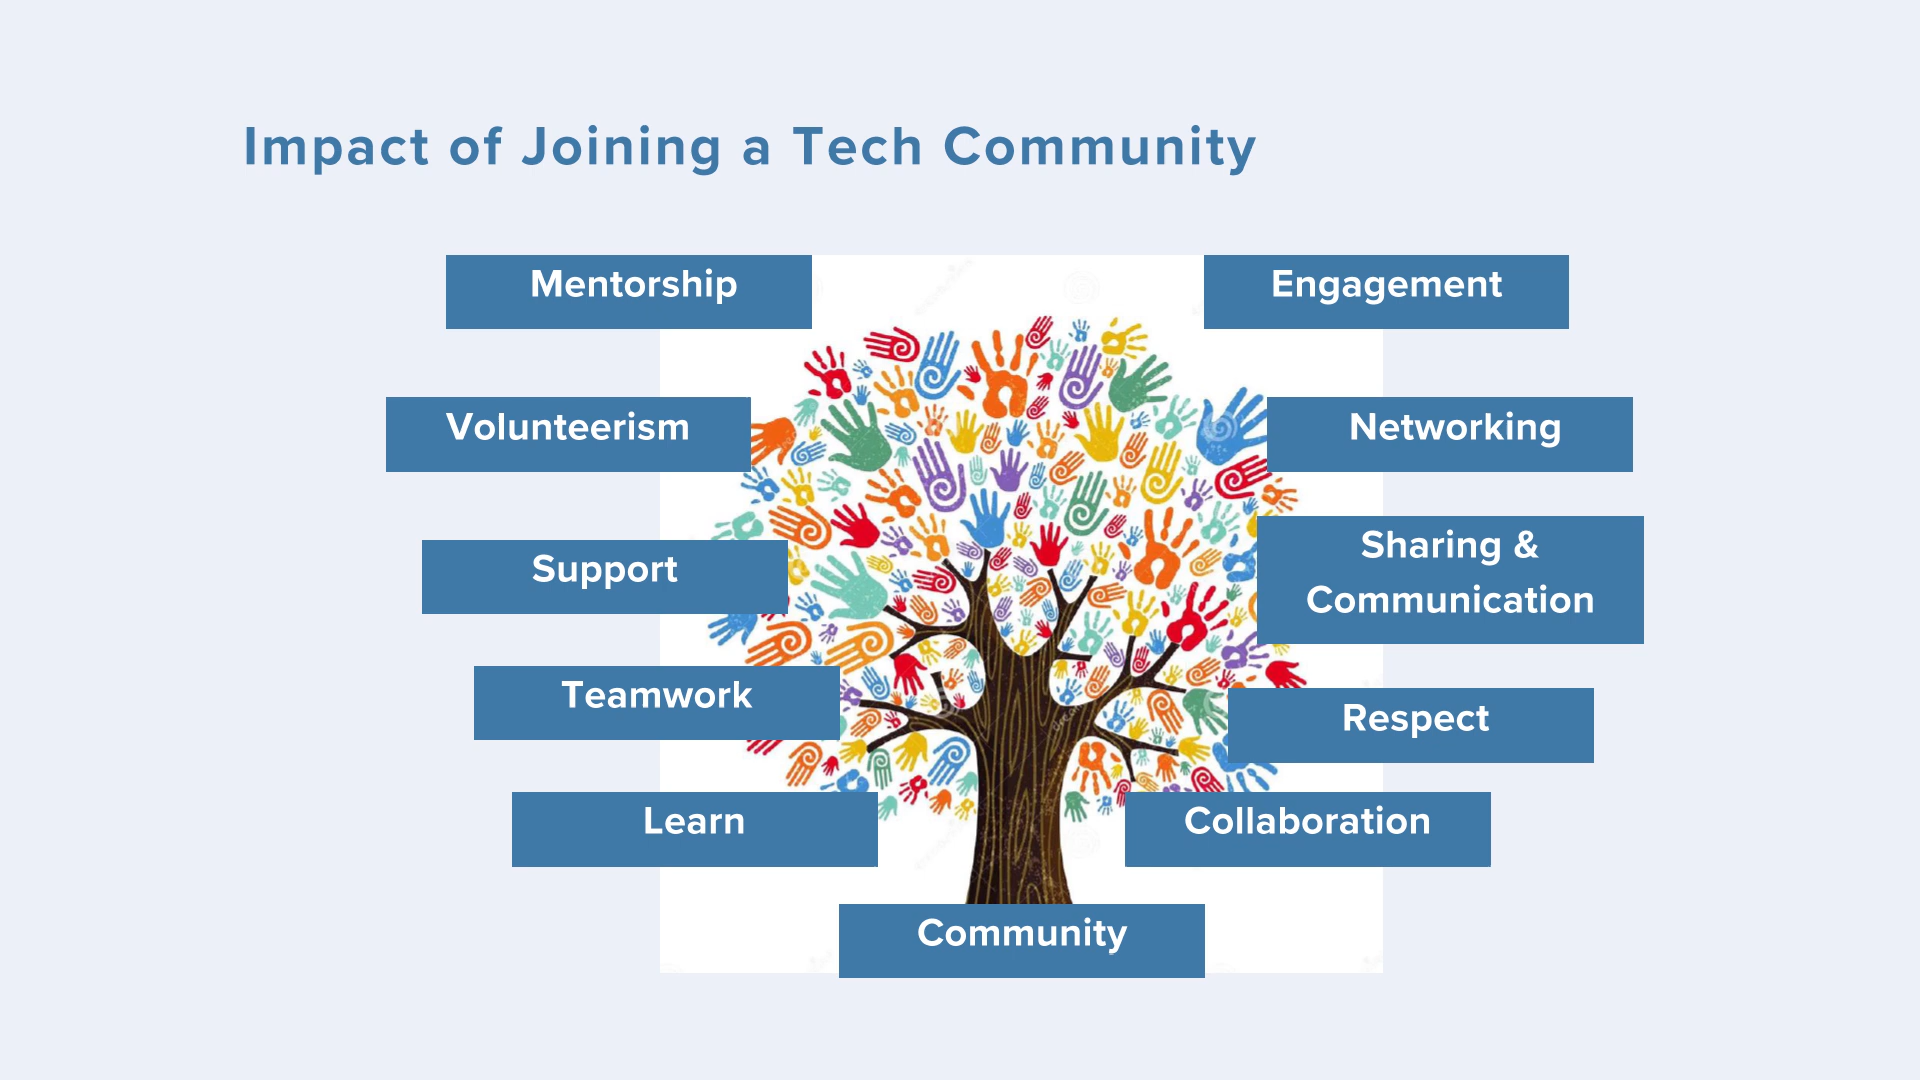 Impact of Joining a Tech Community
Mentorship
Engagement
Volunteerism
Networking
Support
Sharing &
Communication
Teamwork
Respect
Learn
Collaboration
Community